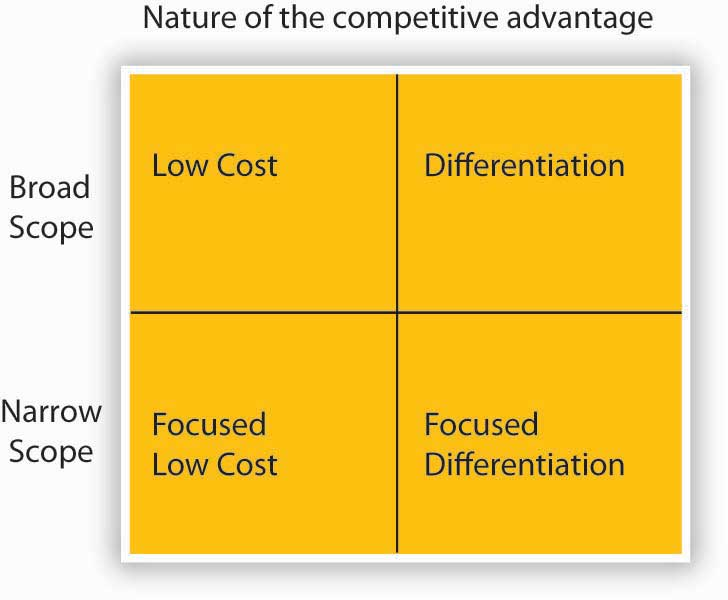 Nature of the competitive advantage
Broad
Scope
Low Cost
Differentiation
Narrow
Scope
Focused
Low Cost
Focused
Differentiation